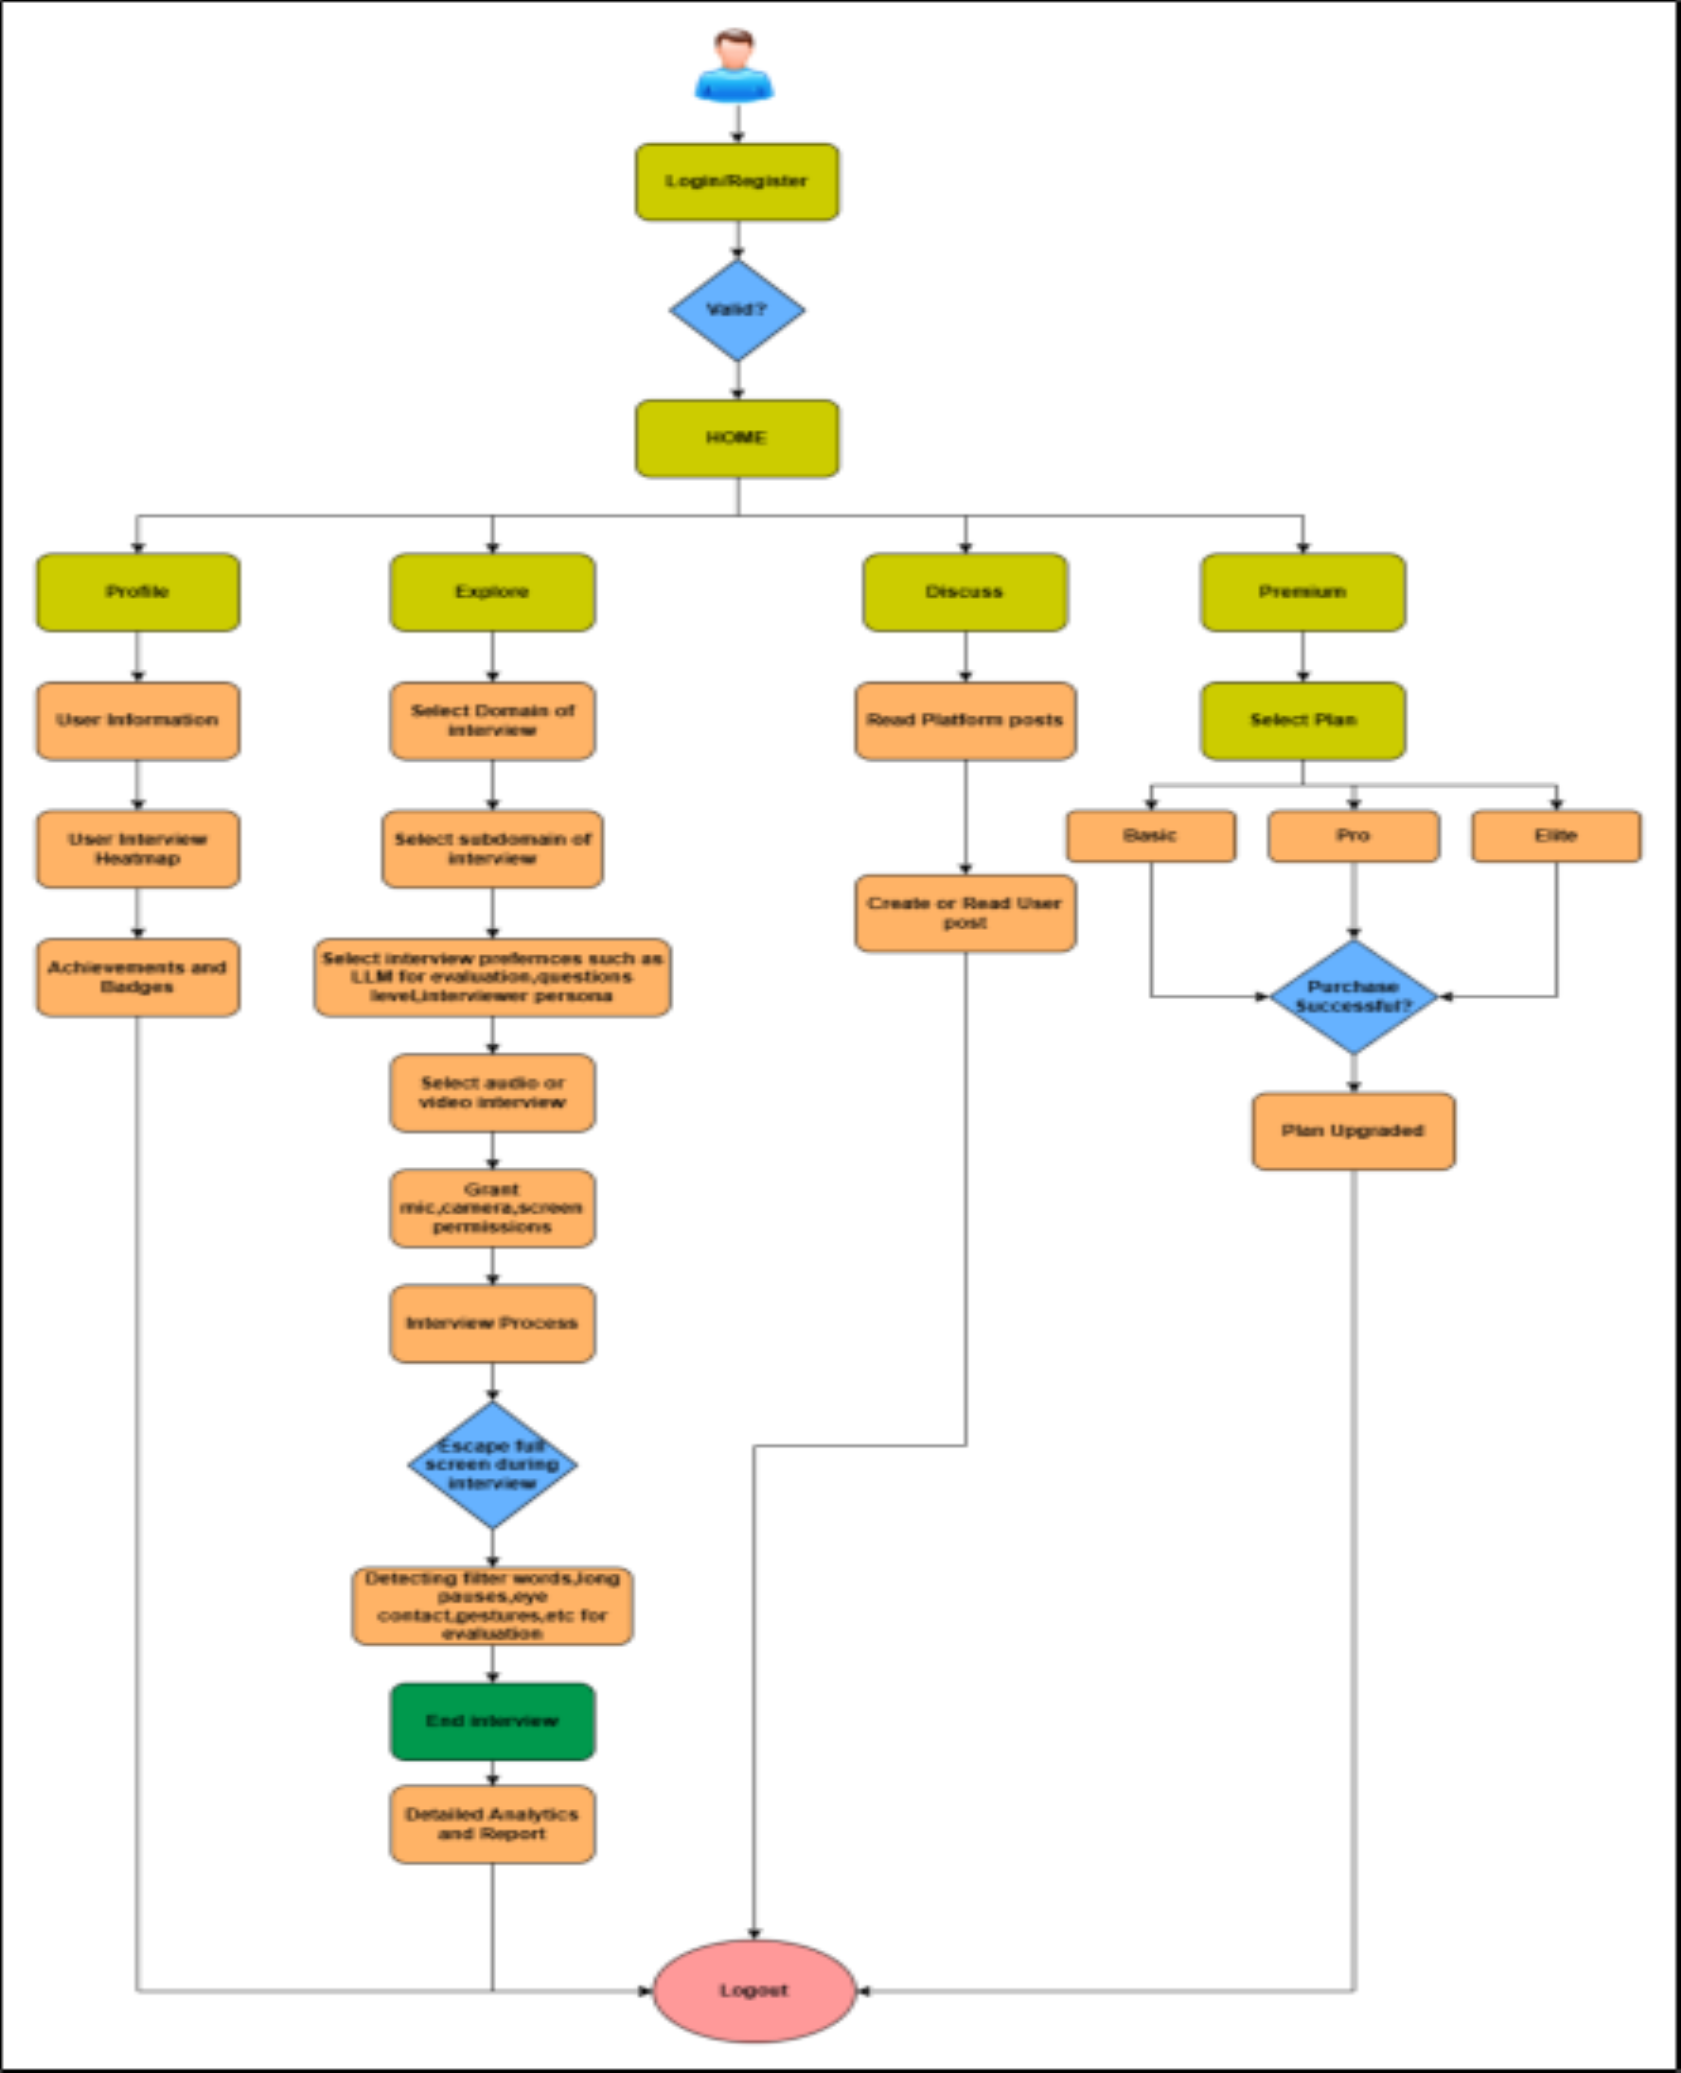 Login/Register
Valid?
HOME
Profile
Explore
Discuss
Premium
User Information
Select Domain of
interview
Read Platform posts
Select Plan
User Interview
Heatmap
Select subdomain of
interview
Basic
Pro
Elite
Create or Read User
post
Achievements and
Badges
Select interview prefernces such as
LLM for evaluation,questions
level,interviewer persona
Purchase
Successful?
Select audio or
video interview
Plan Upgraded
Grant
mic,camera,screen
permissions
Interview Process
Escape full
screen during
interview
Detecting filter words,long
pauses,eye
contact,gestures,etc for
evaluation
End interview
Detailed Analytics
and Report
Logout